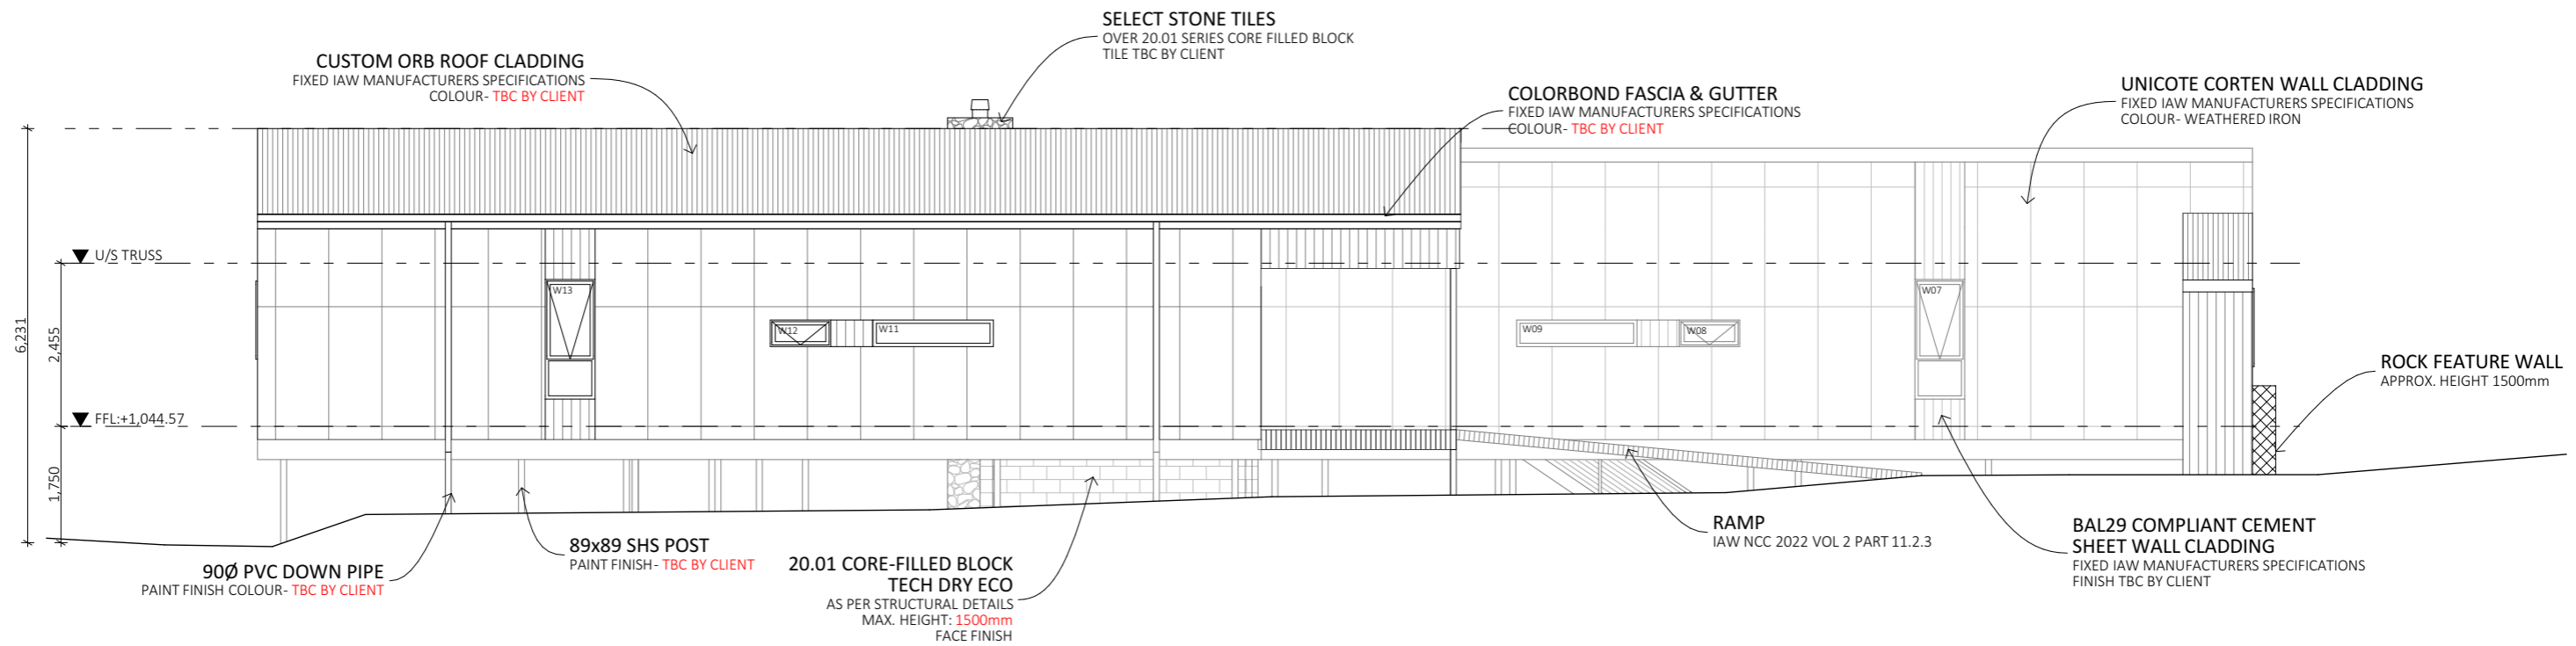 SELECT STONE TILES
OVER 20.01 SERIES CORE FILLED BLOCK
TILE TBC BY CLIENT
CUSTOM ORB ROOF CLADDING
FIXED IAW MANUFACTURERS SPECIFICATIONS
COLOUR- TBC BY CLIENT
COLORBOND FASCIA & GUTTER
FIXED IAW MANUFACTURERS SPECIFICATIONS
COLOUR- TBC BY CLIENT
UNICOTE CORTEN WALL CLADDING
FIXED IAW MANUFACTURERS SPECIFICATIONS
COLOUR- WEATHERED IRON
U/S TRUSS
W13
W12
W11
W09
W08
W07
6,231
2,455
1,750
FFL:+1,044.57
ROCK FEATURE WALL
APPROX. HEIGHT 1500mm
90Ø PVC DOWN PIPE
PAINT FINISH COLOUR- TBC BY CLIENT
89x89 SHS POST
PAINT FINISH- TBC BY CLIENT
20.01 CORE-FILLED BLOCK
TECH DRY ECO
AS PER STRUCTURAL DETAILS
MAX. HEIGHT: 1500mm
FACE FINISH
RAMP
IAW NCC 2022 VOL 2 PART 11.2.3
BAL29 COMPLIANT CEMENT
SHEET WALL CLADDING
FIXED IAW MANUFACTURERS SPECIFICATIONS
FINISH TBC BY CLIENT